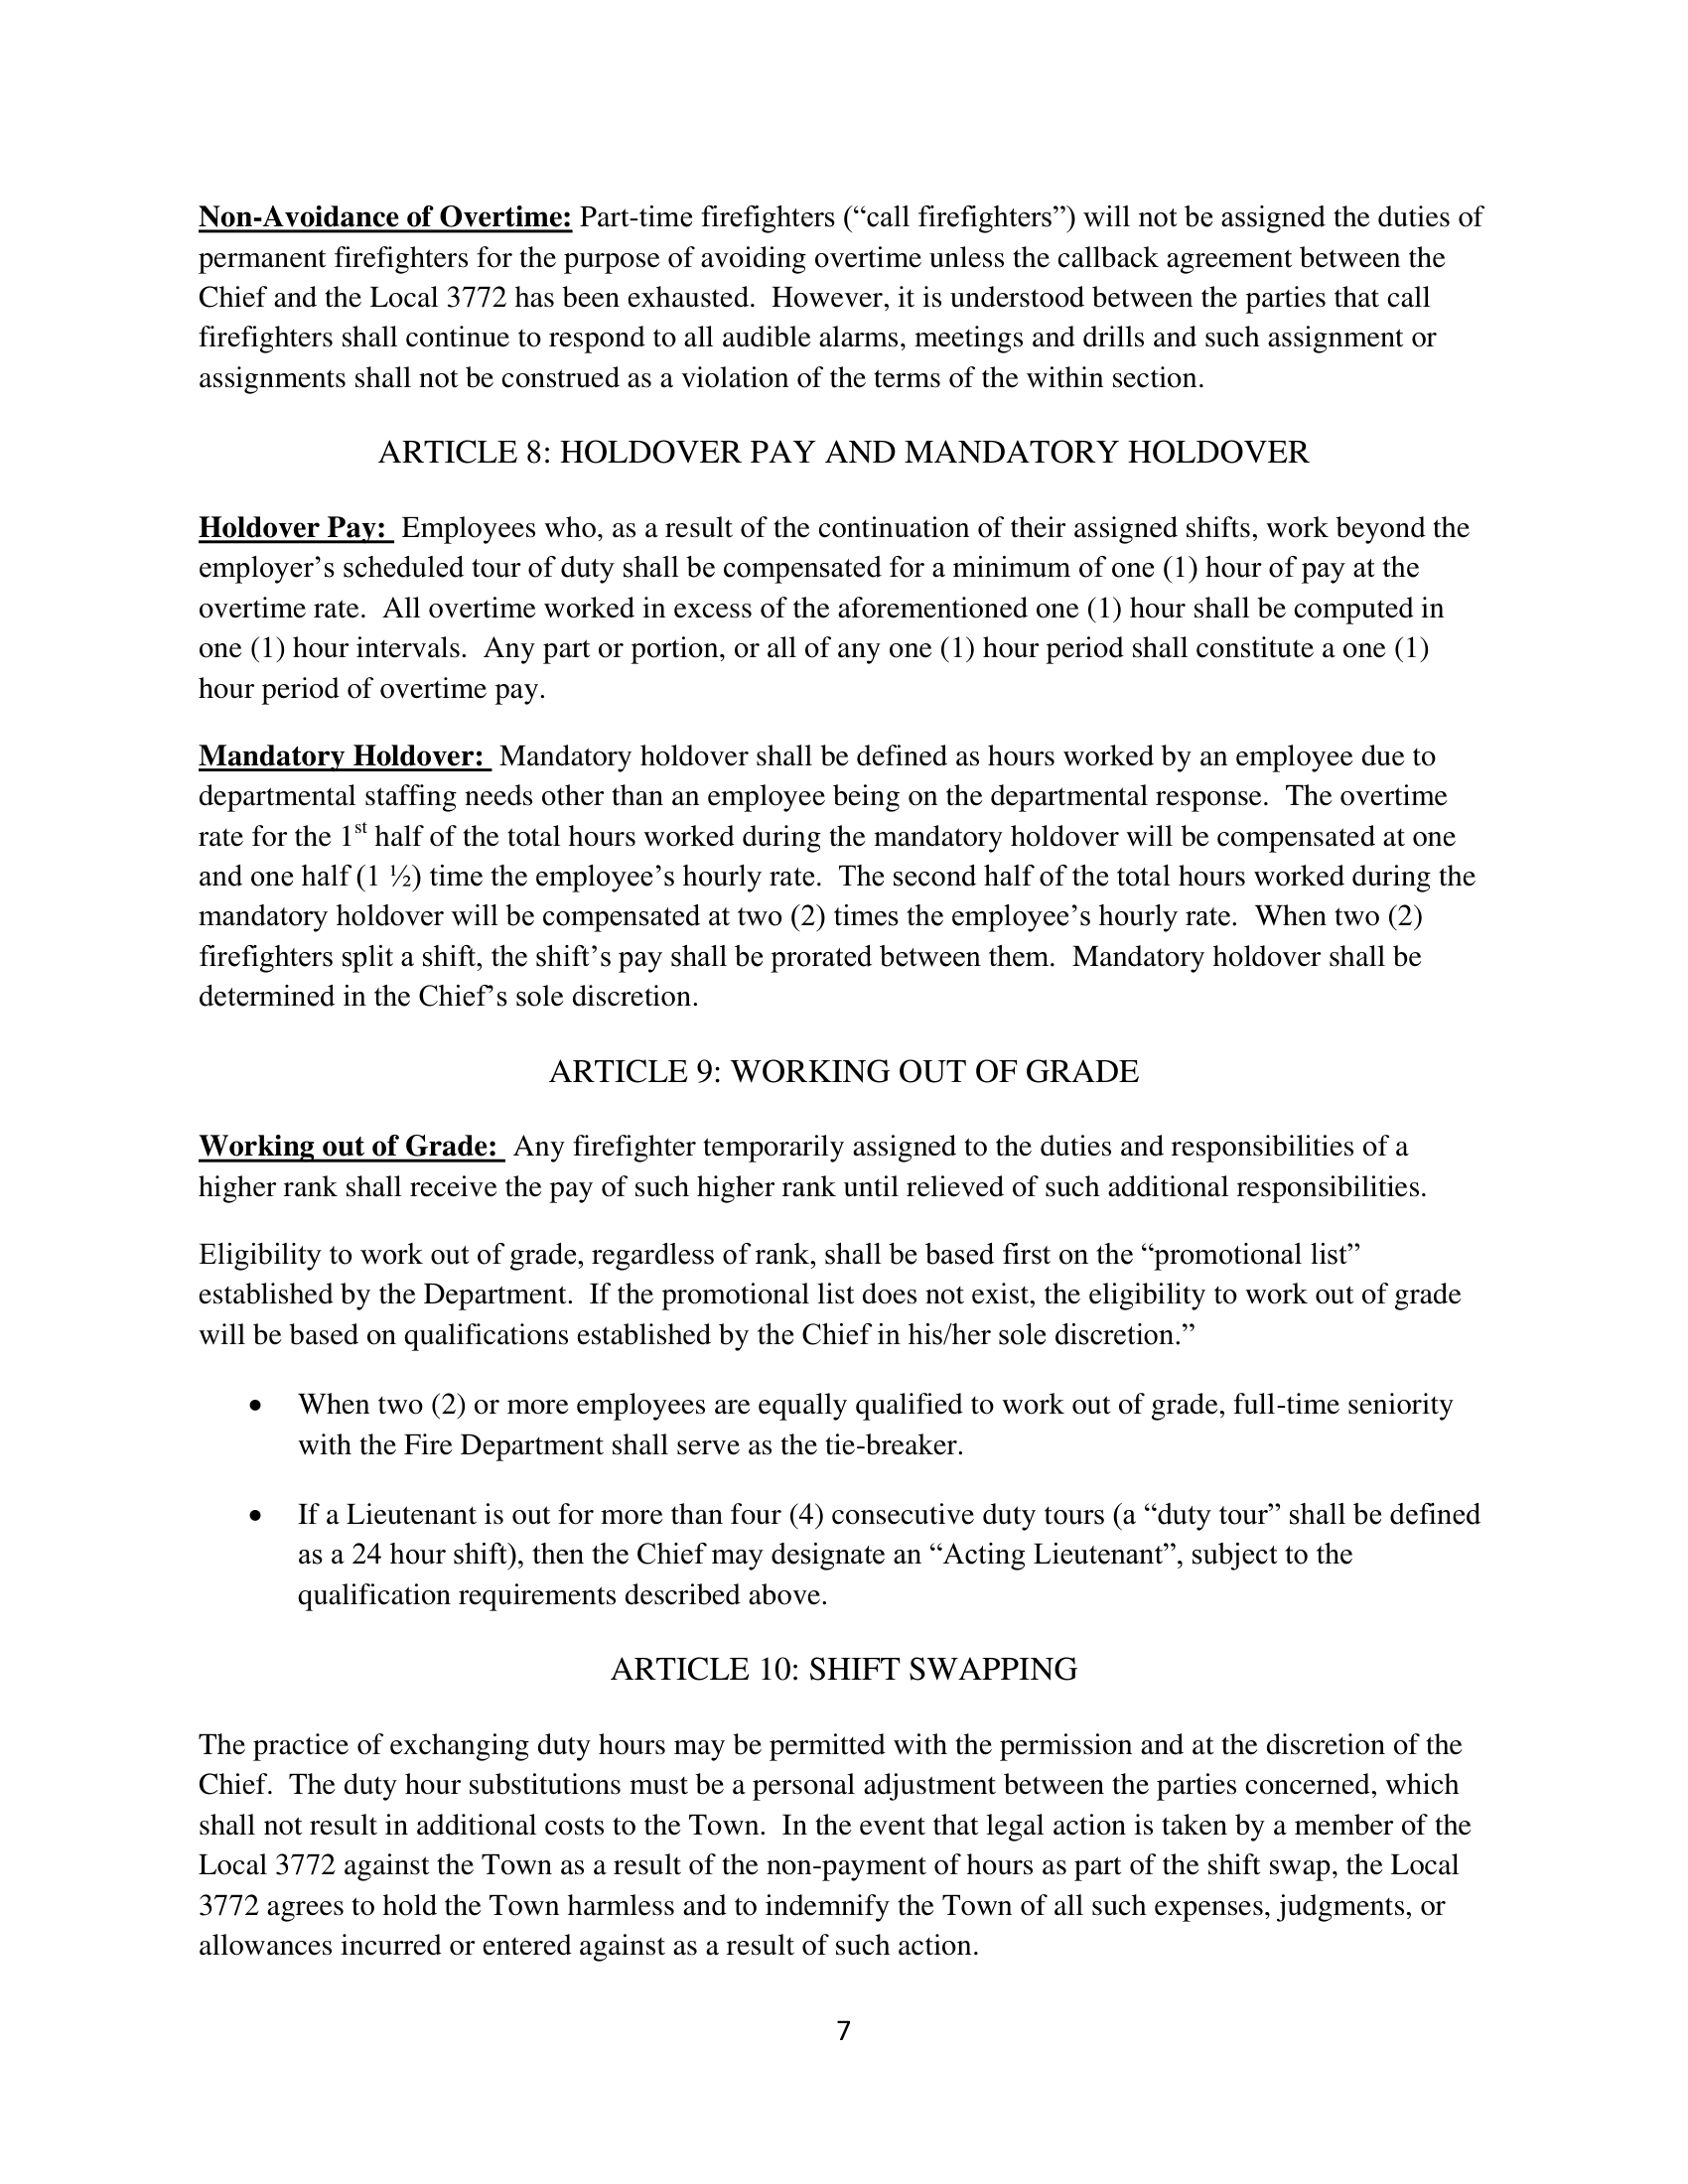 Non-Avoidance of Overtime: Part-time firefighters (“call firefighters”) will not be assigned the duties of
permanent firefighters for the purpose of avoiding overtime unless the callback agreement between the
Chief and the Local 3772 has been exhausted.  However, it is understood between the parties that call
firefighters shall continue to respond to all audible alarms, meetings and drills and such assignment or
assignments shall not be construed as a violation of the terms of the within section.
ARTICLE 8: HOLDOVER PAY AND MANDATORY HOLDOVER
Holdover Pay:  Employees who, as a result of the continuation of their assigned shifts, work beyond the
employer’s scheduled tour of duty shall be compensated for a minimum of one (1) hour of pay at the
overtime rate.  All overtime worked in excess of the aforementioned one (1) hour shall be computed in
one (1) hour intervals.  Any part or portion, or all of any one (1) hour period shall constitute a one (1)
hour period of overtime pay.
Mandatory Holdover:  Mandatory holdover shall be defined as hours worked by an employee due to
departmental staffing needs other than an employee being on the departmental response.  The overtime
rate for the 1st half of the total hours worked during the mandatory holdover will be compensated at one
and one half (1 ½) time the employee’s hourly rate.  The second half of the total hours worked during the
mandatory holdover will be compensated at two (2) times the employee’s hourly rate.  When two (2)
firefighters split a shift, the shift’s pay shall be prorated between them.  Mandatory holdover shall be
determined in the Chief’s sole discretion.
ARTICLE 9: WORKING OUT OF GRADE
Working out of Grade:  Any firefighter temporarily assigned to the duties and responsibilities of a
higher rank shall receive the pay of such higher rank until relieved of such additional responsibilities.
Eligibility to work out of grade, regardless of rank, shall be based first on the “promotional list”
established by the Department.  If the promotional list does not exist, the eligibility to work out of grade
will be based on qualifications established by the Chief in his/her sole discretion.”
• When two (2) or more employees are equally qualified to work out of grade, full-time seniority
with the Fire Department shall serve as the tie-breaker.
• If a Lieutenant is out for more than four (4) consecutive duty tours (a “duty tour” shall be defined
as a 24 hour shift), then the Chief may designate an “Acting Lieutenant”, subject to the
qualification requirements described above.
ARTICLE 10: SHIFT SWAPPING
The practice of exchanging duty hours may be permitted with the permission and at the discretion of the
Chief.  The duty hour substitutions must be a personal adjustment between the parties concerned, which
shall not result in additional costs to the Town.  In the event that legal action is taken by a member of the
Local 3772 against the Town as a result of the non-payment of hours as part of the shift swap, the Local
3772 agrees to hold the Town harmless and to indemnify the Town of all such expenses, judgments, or
allowances incurred or entered against as a result of such action.
7